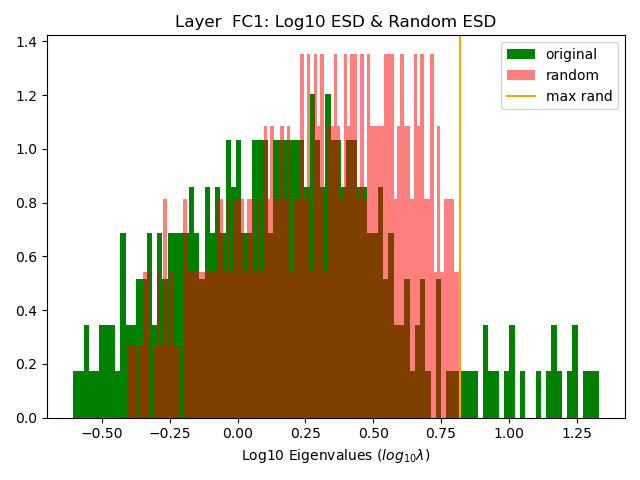 Layer  FC1: Log10 ESD & Random ESD
1.4
1.2
1.0
0.8
0.6
0.4
0.2
0.0
original
random
max rand
−0.50 −0.25 0.00 0.25 0.50 0.75 1.00 1.25
Log10 Eigenvalues (log₁₀λ)